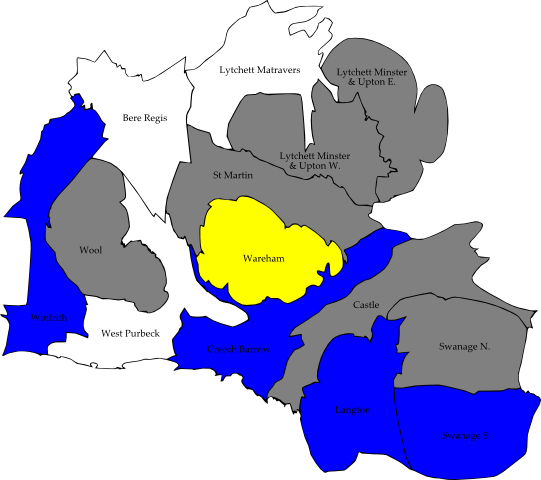 Lytchett Matravers
Lytchett Minster
& Upton E.
Bere Regis
Lytchett Minster
& Upton W.
St Martin
Wool
Wareham
Castle
Winfrith
West Purbeck
Creech Barrow
Swanage N.
Langton
Swanage S.